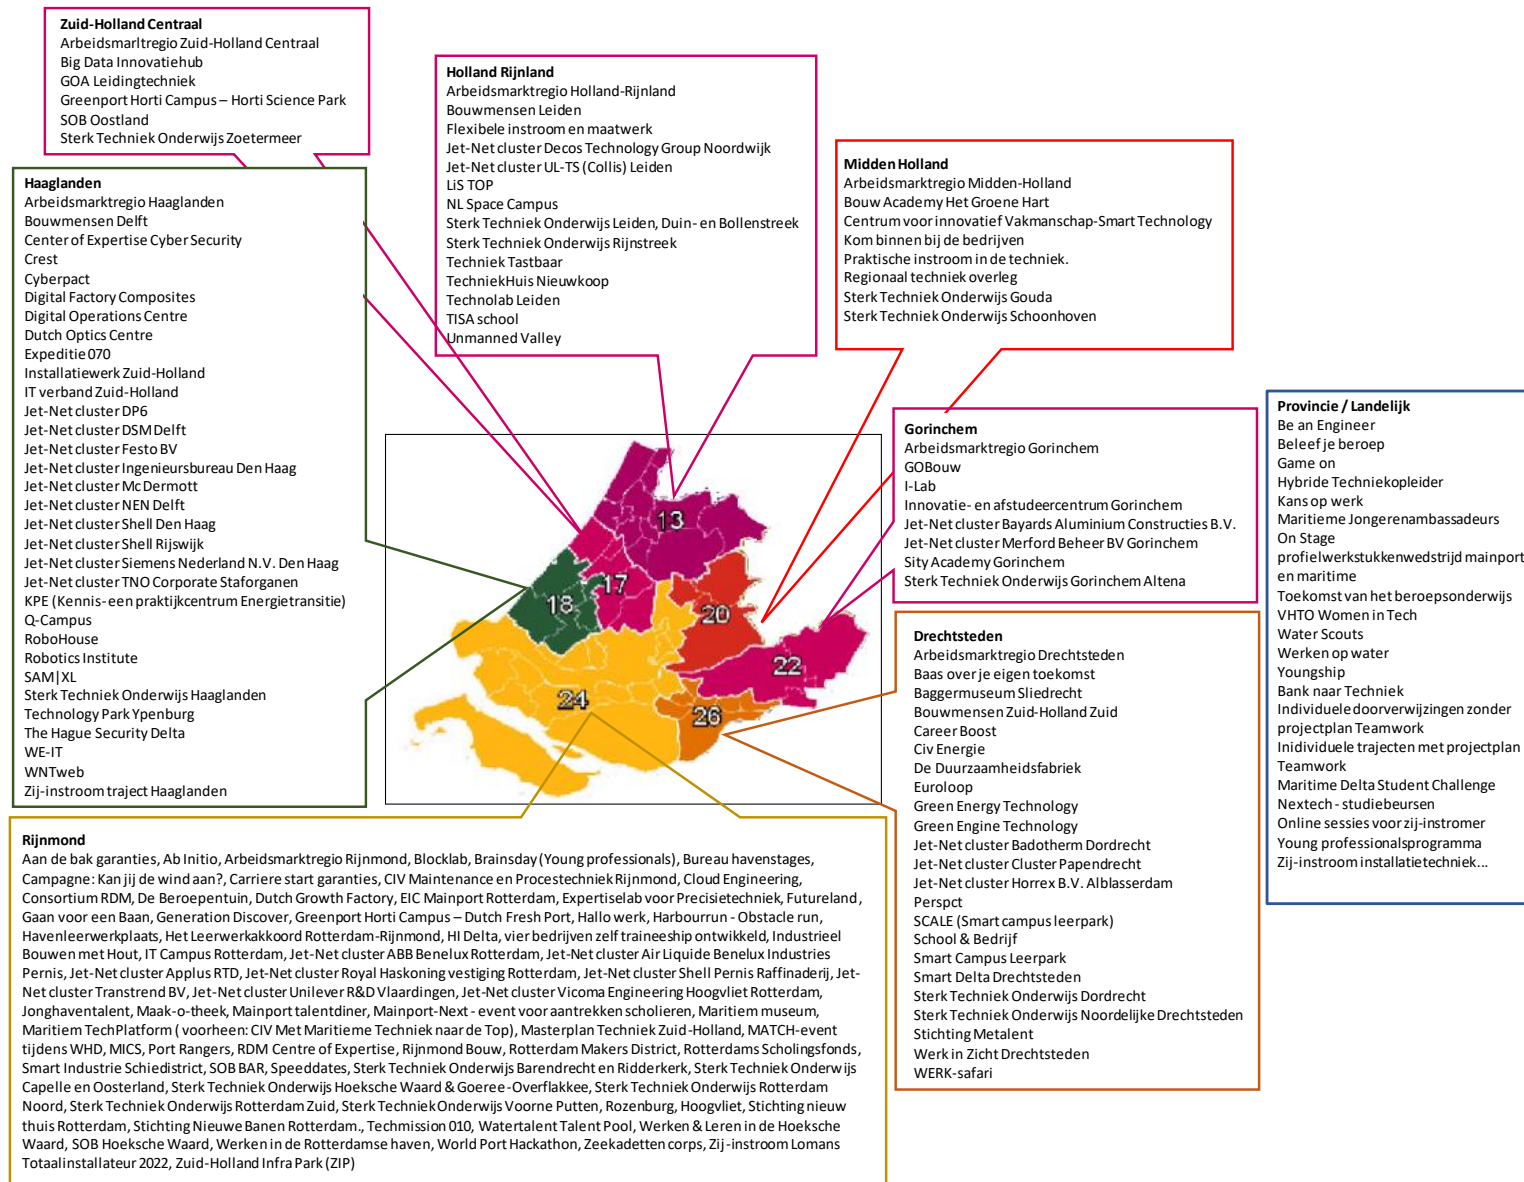 Zuid-Holland Centraal
Arbeidsmarltregio Zuid-Holland Centraal
Big Data Innovatiehub
GOA Leidingtechniek
Greenport Horti Campus – Horti Science Park
SOB Oostland
Sterk Techniek Onderwijs Zoetermeer
Holland Rijnland
Arbeidsmarktregio Holland-Rijnland
Bouwmensen Leiden
Flexibele instroom en maatwerk
Jet-Net cluster Decos Technology Group Noordwijk
Jet-Net cluster UL-TS (Collis) Leiden
LiS TOP
NL Space Campus
Sterk Techniek Onderwijs Leiden, Duin- en Bollenstreek
Sterk Techniek Onderwijs Rijnstreek
Techniek Tastbaar
TechniekHuis Nieuwkoop
Technolab Leiden
TISA school
Unmanned Valley
Midden Holland
Arbeidsmarktregio Midden-Holland
Bouw Academy Het Groene Hart
Centrum voor innovatief Vakmanschap-Smart Technology
Kom binnen bij de bedrijven
Praktische instroom in de techniek.
Regionaal techniek overleg
Sterk Techniek Onderwijs Gouda
Sterk Techniek Onderwijs Schoonhoven
Haaglanden
Arbeidsmarktregio Haaglanden
Bouwmensen Delft
Center of Expertise Cyber Security
Crest
Cyberpact
Digital Factory Composites
Digital Operations Centre
Dutch Optics Centre
Expeditie 070
Installatiewerk Zuid-Holland
IT verband Zuid-Holland
Jet-Net cluster DP6
Jet-Net cluster DSM Delft
Jet-Net cluster Festo BV
Jet-Net cluster Ingenieursbureau Den Haag
Jet-Net cluster McDermott
Jet-Net cluster NEN Delft
Jet-Net cluster Shell Den Haag
Jet-Net cluster Shell Rijswijk
Jet-Net cluster Siemens Nederland N.V. Den Haag
Jet-Net cluster TNO Corporate Staforganen
KPE (Kennis- een praktijkcentrum Energietransitie)
Q-Campus
RoboHouse
Robotics Institute
SAM|XL
Sterk Techniek Onderwijs Haaglanden
Technology Park Ypenburg
The Hague Security Delta
WE-IT
WNTweb
Zij-instroom traject Haaglanden
13
17
18
20
22
24
26
Gorinchem
Arbeidsmarktregio Gorinchem
GOBouw
I-Lab
Innovatie- en afstudeercentrum Gorinchem
Jet-Net cluster Bayards Aluminium Constructies B.V.
Jet-Net cluster Merford Beheer BV Gorinchem
Sity Academy Gorinchem
Sterk Techniek Onderwijs Gorinchem Altena
Drechtsteden
Arbeidsmarktregio Drechtsteden
Baas over je eigen toekomst
Baggermuseum Sliedrecht
Bouwmensen Zuid-Holland Zuid
Career Boost
Civ Energie
De Duurzaamheidsfabriek
Euroloop
Green Energy Technology
Green Engine Technology
Jet-Net cluster Badotherm Dordrecht
Jet-Net cluster Cluster Papendrecht
Jet-Net cluster Horrex B.V. Alblasserdam
Perspct
SCALE (Smart campus leerpark)
School & Bedrijf
Smart Campus Leerpark
Smart Delta Drechtsteden
Sterk Techniek Onderwijs Dordrecht
Sterk Techniek Onderwijs Noordelijke Drechtsteden
Stichting Metalent
Werk in Zicht Drechtsteden
WERK-safari
Provincie / Landelijk
Be an Engineer
Beleef je beroep
Game on
Hybride Techniekopleider
Kans op werk
Maritieme Jongerenambassadeurs
On Stage
profielwerkstukkenwedstrijd mainport
en maritime
Toekomst van het beroepsonderwijs
VHTO Women in Tech
Water Scouts
Werken op water
Youngship
Bank naar Techniek
Individuele doorverwijzingen zonder
projectplan Teamwork
Inidividuele trajecten met projectplan
Teamwork
Maritime Delta Student Challenge
Nextech - studiebeursen
Online sessies voor zij-instromer
Young professionalsprogramma
Zij-instroom installatietechniek...
Rijnmond
Aan de bak garanties, Ab Initio, Arbeidsmarktregio Rijnmond, Blocklab, Brainsday (Young professionals), Bureau havenstages,
Campagne: Kan jij de wind aan?, Carriere start garanties, CIV Maintenance en Procestechniek Rijnmond, Cloud Engineering,
Consortium RDM, De Beroepentuin, Dutch Growth Factory, EIC Mainport Rotterdam, Expertiselab voor Precisietechniek, Futureland,
Gaan voor een Baan, Generation Discover, Greenport Horti Campus – Dutch Fresh Port, Hallo werk, Harbourrun - Obstacle run,
Havenleerwerkplaats, Het Leerwerkakkoord Rotterdam-Rijnmond, HI Delta, vier bedrijven zelf traineeship ontwikkeld, Industrieel
Bouwen met Hout, IT Campus Rotterdam, Jet-Net cluster ABB Benelux Rotterdam, Jet-Net cluster Air Liquide Benelux Industries
Pernis, Jet-Net cluster Applus RTD, Jet-Net cluster Royal Haskoning vestiging Rotterdam, Jet-Net cluster Shell Pernis Raffinaderij, Jet-
Net cluster Transtrend BV, Jet-Net cluster Unilever R&D Vlaardingen, Jet-Net cluster Vicoma Engineering Hoogvliet Rotterdam,
Jonghaventalent, Maak-o-theek, Mainport talentdiner, Mainport-Next - event voor aantrekken scholieren, Maritiem museum,
Maritiem TechPlatform ( voorheen: CIV Met Maritieme Techniek naar de Top), Masterplan Techniek Zuid-Holland, MATCH-event
tijdens WHD, MICS, Port Rangers, RDM Centre of Expertise, Rijnmond Bouw, Rotterdam Makers District, Rotterdams Scholingsfonds,
Smart Industrie Schiedistrict, SOB BAR, Speeddates, Sterk Techniek Onderwijs Barendrecht en Ridderkerk, Sterk Techniek Onderwijs
Capelle en Oosterland, Sterk Techniek Onderwijs Hoeksche Waard & Goeree-Overflakkee, Sterk Techniek Onderwijs Rotterdam
Noord, Sterk Techniek Onderwijs Rotterdam Zuid, Sterk Techniek Onderwijs Voorne Putten, Rozenburg, Hoogvliet, Stichting nieuw
thuis Rotterdam, Stichting Nieuwe Banen Rotterdam., Techmission 010, Watertalent Talent Pool, Werken & Leren in de Hoeksche
Waard, SOB Hoeksche Waard, Werken in de Rotterdamse haven, World Port Hackathon, Zeekadetten corps, Zij-instroom Lomans
Totaalinstallateur 2022, Zuid-Holland Infra Park (ZIP)